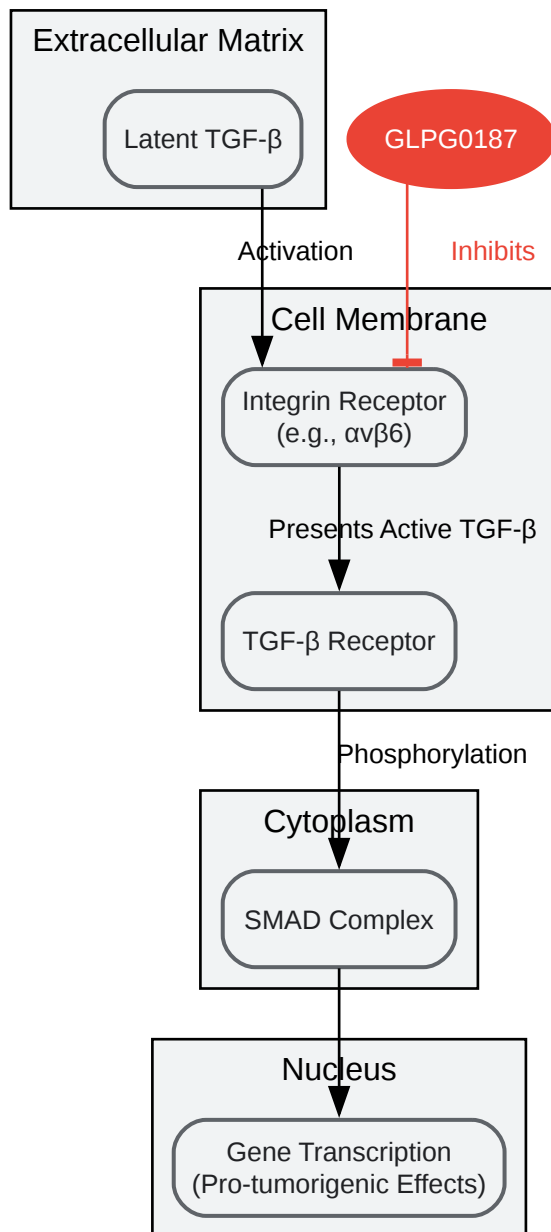 Extracellular Matrix
Latent TGF-β
GLPG0187
Activation
Inhibits
Cell Membrane
Integrin Receptor
(e.g., αvβ6)
Presents Active TGF-β
TGF-β Receptor
Phosphorylation
Cytoplasm
SMAD Complex
Nucleus
Gene Transcription
(Pro-tumorigenic Effects)